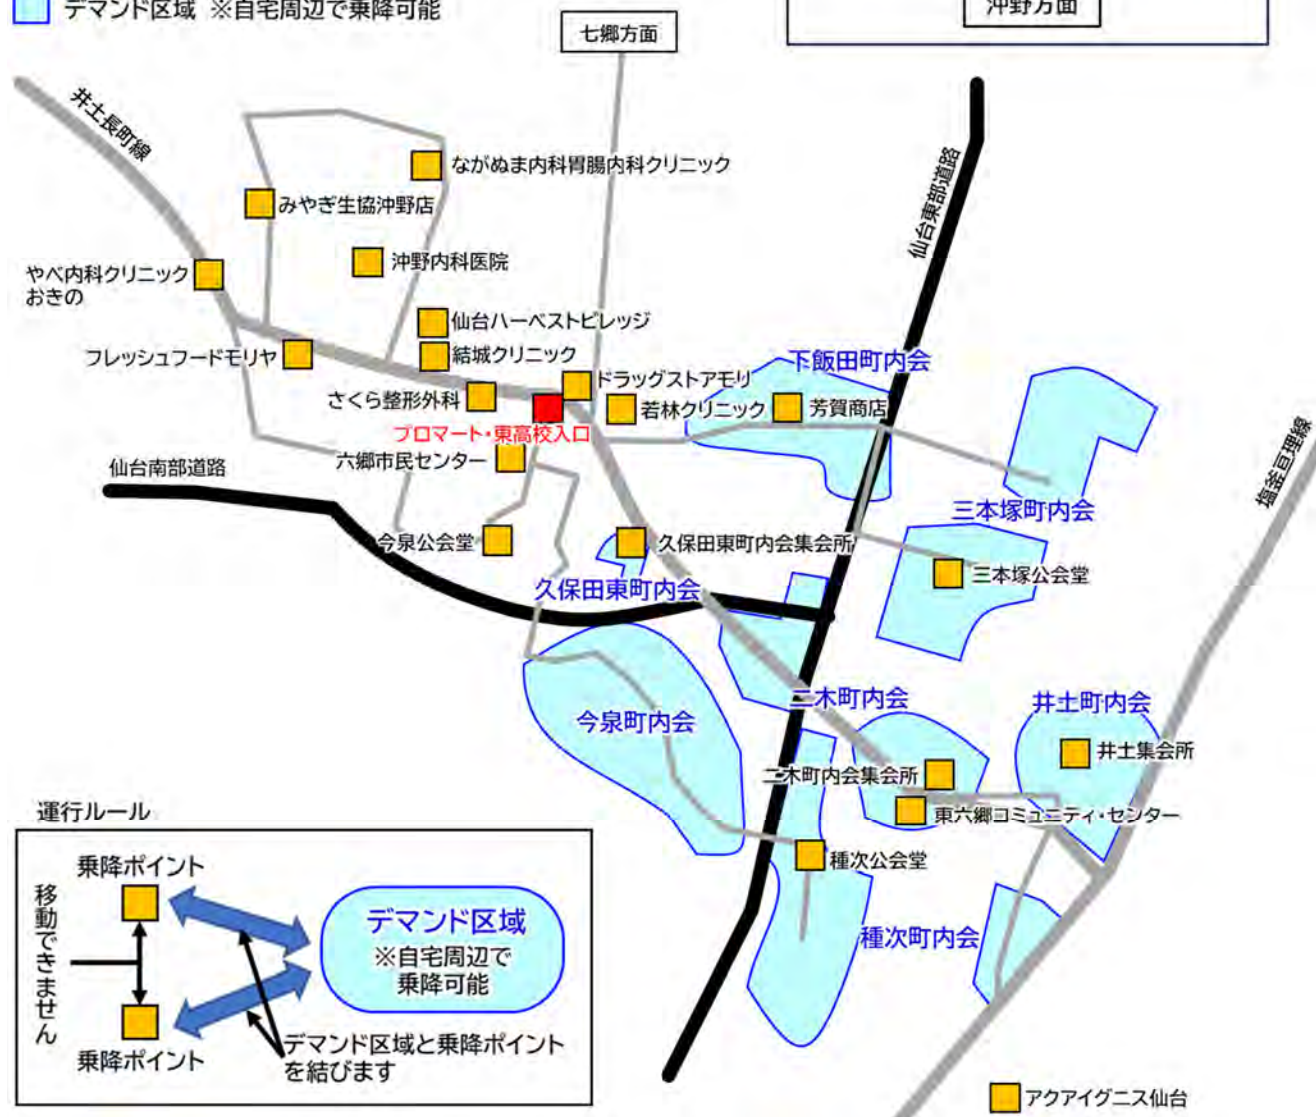 デマンド区域 ※自宅周辺で乗降可能
沖野方面
七郷方面
井土長町線
ながぬま内科胃腸内科クリニック
仙台東部道路
みやぎ生協沖野店
沖野内科医院
やべ内科クリニック
おきの
仙台ハーベストビレッジ
結城クリニック
フレッシュフードモリヤ
下飯田町内会
ドラッグストアモリ
さくら整形外科
若林クリニック
芳賀商店
ブロマート・東高校入口
六郷市民センター
仙台南部道路
塩釜亘理線
三本塚町内会
今泉公会堂
久保田東町内会集会所
三本塚公会堂
久保田東町内会
二木町内会
井土町内会
今泉町内会
井土集会所
二木町内会集会所
東六郷コミュニティ・センター
種次公会堂
種次町内会
運行ルール
乗降ポイント
移動できません
デマンド区域
※自宅周辺で
乗降可能
乗降ポイント
デマンド区域と乗降ポイント
を結びます
アクアイグニス仙台